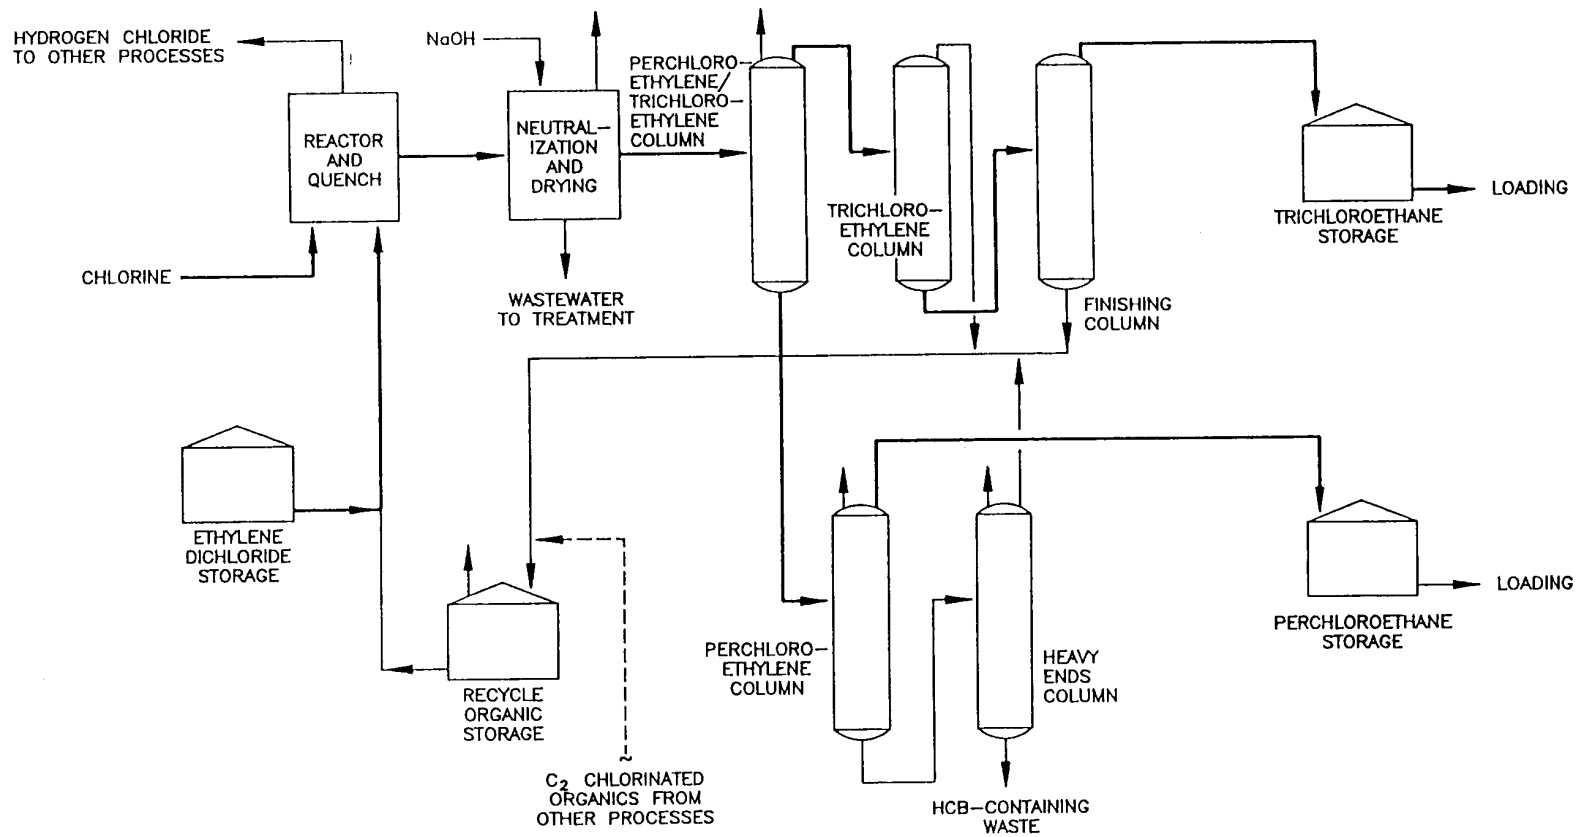 HYDROGEN CHLORIDE
TO OTHER PROCESSES
NaOH
REACTOR
AND
QUENCH
NEUTRAL-
IZATION
AND
DRYING
PERCHLORO-
ETHYLENE/
TRICHLORO-
ETHYLENE
COLUMN
TRICHLORO-
ETHYLENE
COLUMN
LOADING
TRICHLOROETHANE
STORAGE
CHLORINE
WASTEWATER
TO TREATMENT
FINISHING
COLUMN
ETHYLENE
DICHLORIDE
STORAGE
LOADING
PERCHLOROETHANE
STORAGE
PERCHLORO-
ETHYLENE
COLUMN
HEAVY
ENDS
COLUMN
RECYCLE
ORGANIC
STORAGE
C₂ CHLORINATED
ORGANICS FROM
OTHER PROCESSES
HCB-CONTAINING
WASTE